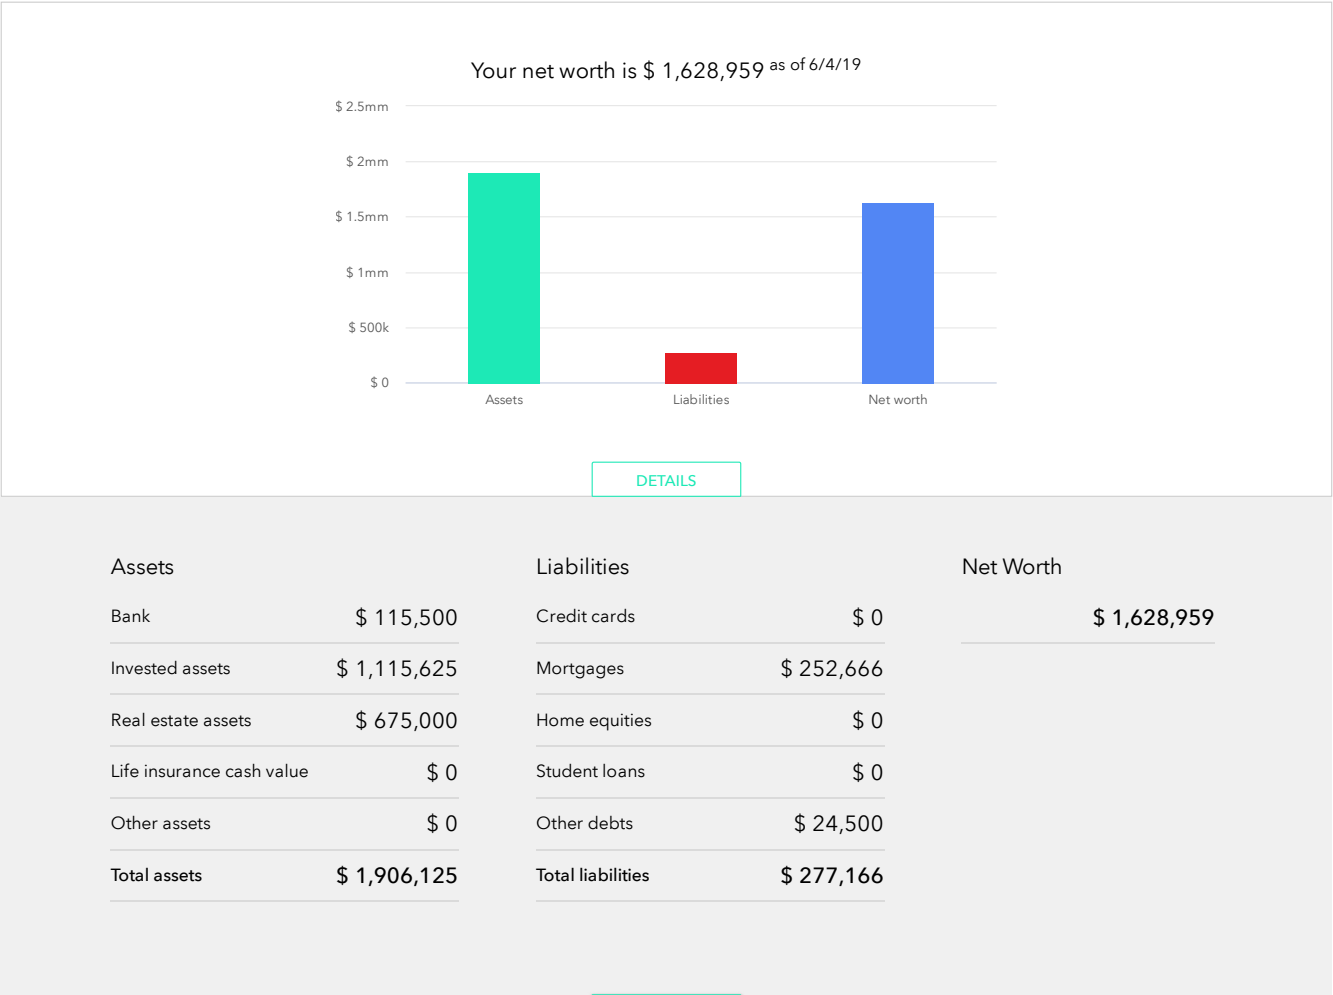 Your net worth is $ 1,628,959 as of 6/4/19
$ 2.5mm
$ 2mm
$ 1.5mm
$ 1mm
$ 500k
$ 0
Assets Liabilities Net worth
DETAILS
Assets Liabilities Net Worth
Bank $ 115,500 Credit cards $ 0 $ 1,628,959
Invested assets $ 1,115,625 Mortgages $ 252,666
Real estate assets $ 675,000 Home equities $ 0
Life insurance cash value $ 0 Student loans $ 0
Other assets $ 0 Other debts $ 24,500
Total assets $ 1,906,125 Total liabilities $ 277,166